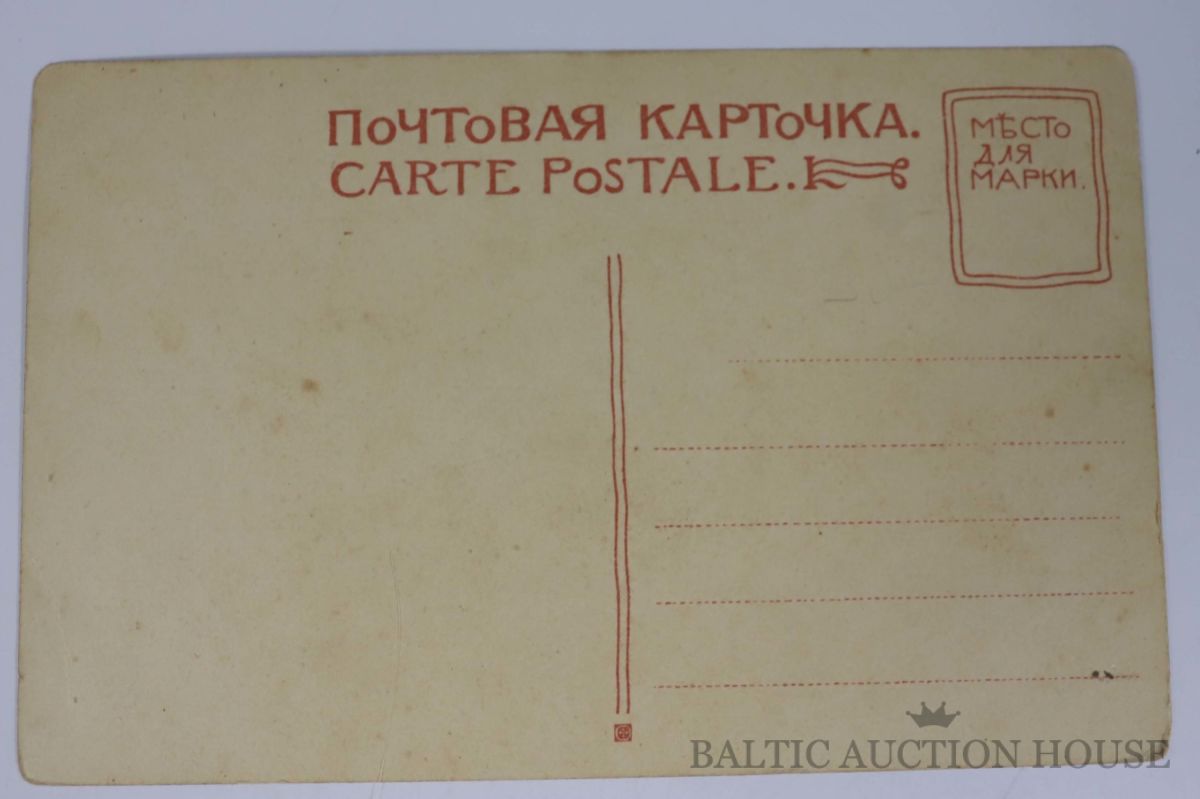 ПОЧТОВАЯ КАРТОЧКА.
CARTE POSTALE.
МѢСТО
ДЛЯ
МАРКИ.
BALTIC AUCTION HOUSE